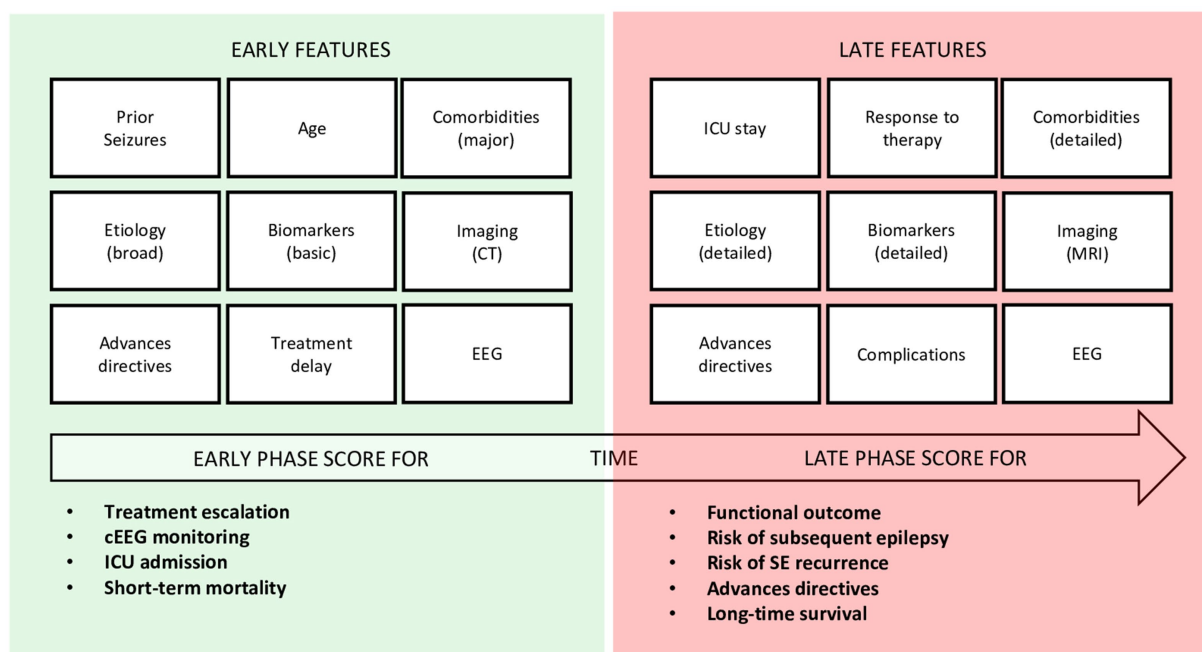 EARLY FEATURES
Prior
Seizures
Age
Comorbidities
(major)
Etiology
(broad)
Biomarkers
(basic)
Imaging
(CT)
Advances
directives
Treatment
delay
EEG
LATE FEATURES
ICU stay
Response to
therapy
Comorbidities
(detailed)
Etiology
(detailed)
Biomarkers
(detailed)
Imaging
(MRI)
Advances
directives
Complications
EEG
EARLY PHASE SCORE FOR
TIME
LATE PHASE SCORE FOR
• Treatment escalation
• cEEG monitoring
• ICU admission
• Short-term mortality
• Functional outcome
• Risk of subsequent epilepsy
• Risk of SE recurrence
• Advances directives
• Long-time survival